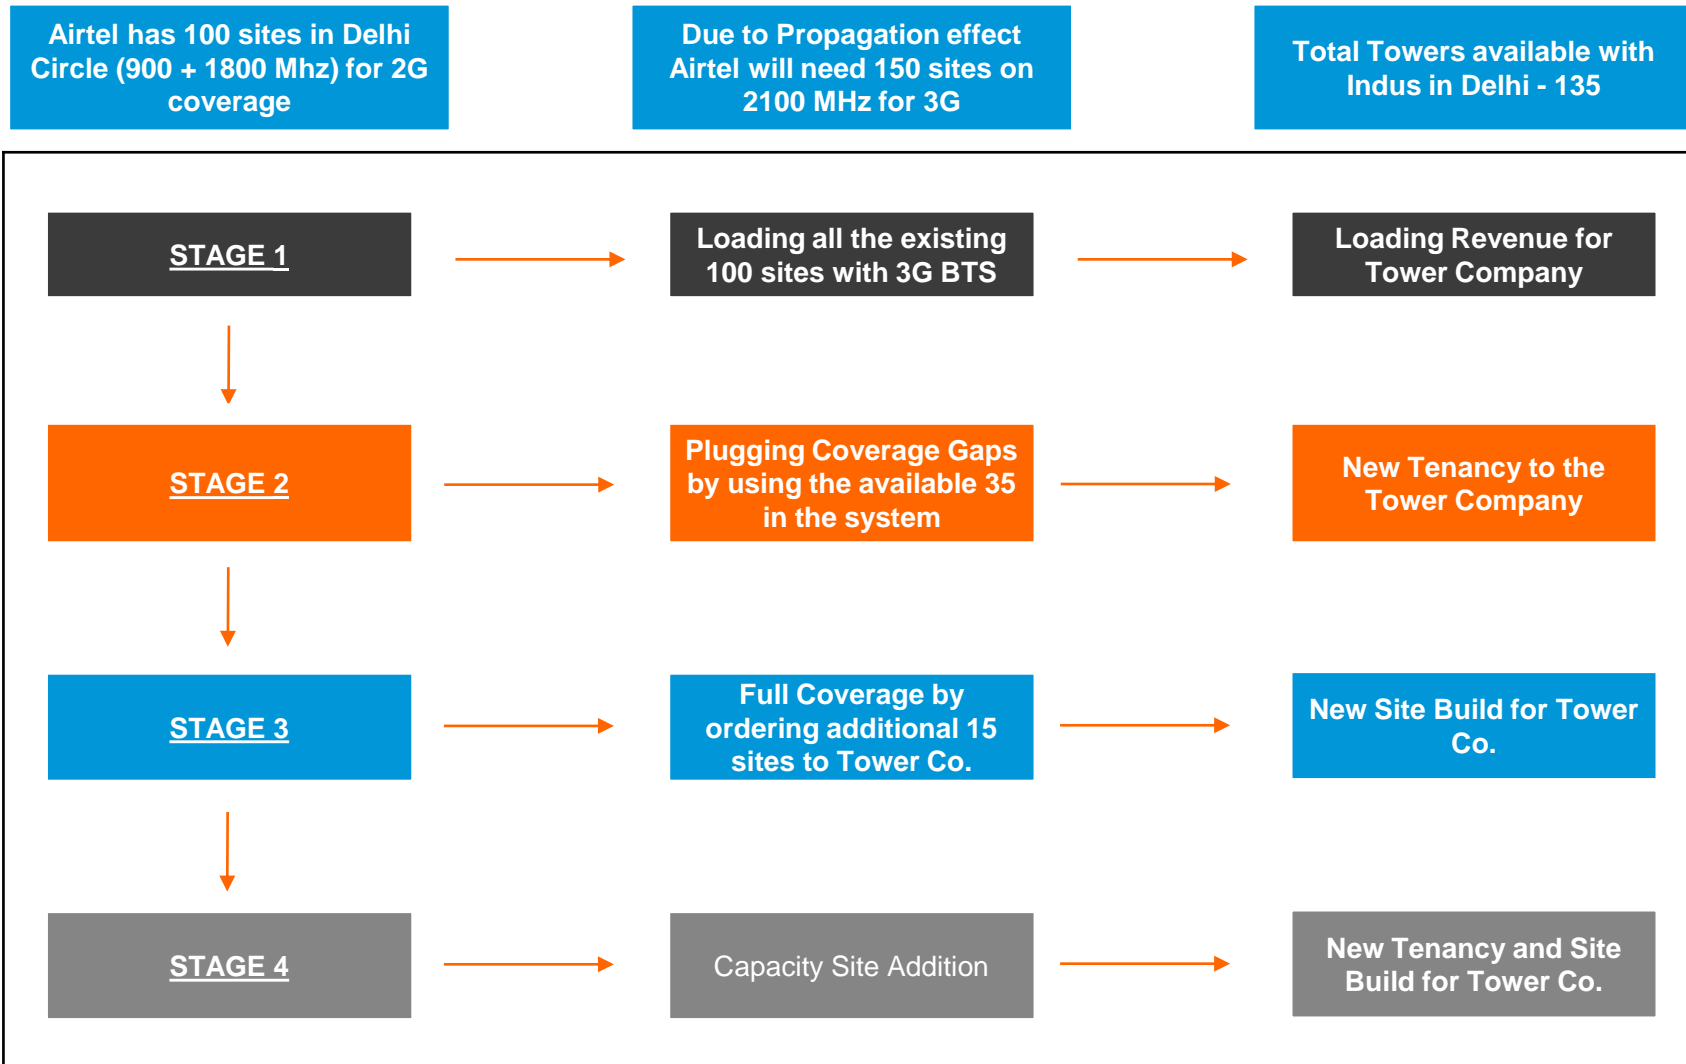 Airtel has 100 sites in Delhi
Circle (900 + 1800 Mhz) for 2G
coverage
Due to Propagation effect
Airtel will need 150 sites on
2100 MHz for 3G
Total Towers available with
Indus in Delhi - 135
STAGE 1
Loading all the existing
100 sites with 3G BTS
Loading Revenue for
Tower Company
STAGE 2
Plugging Coverage Gaps
by using the available 35
in the system
New Tenancy to the
Tower Company
STAGE 3
Full Coverage by
ordering additional 15
sites to Tower Co.
New Site Build for Tower
Co.
STAGE 4
Capacity Site Addition
New Tenancy and Site
Build for Tower Co.